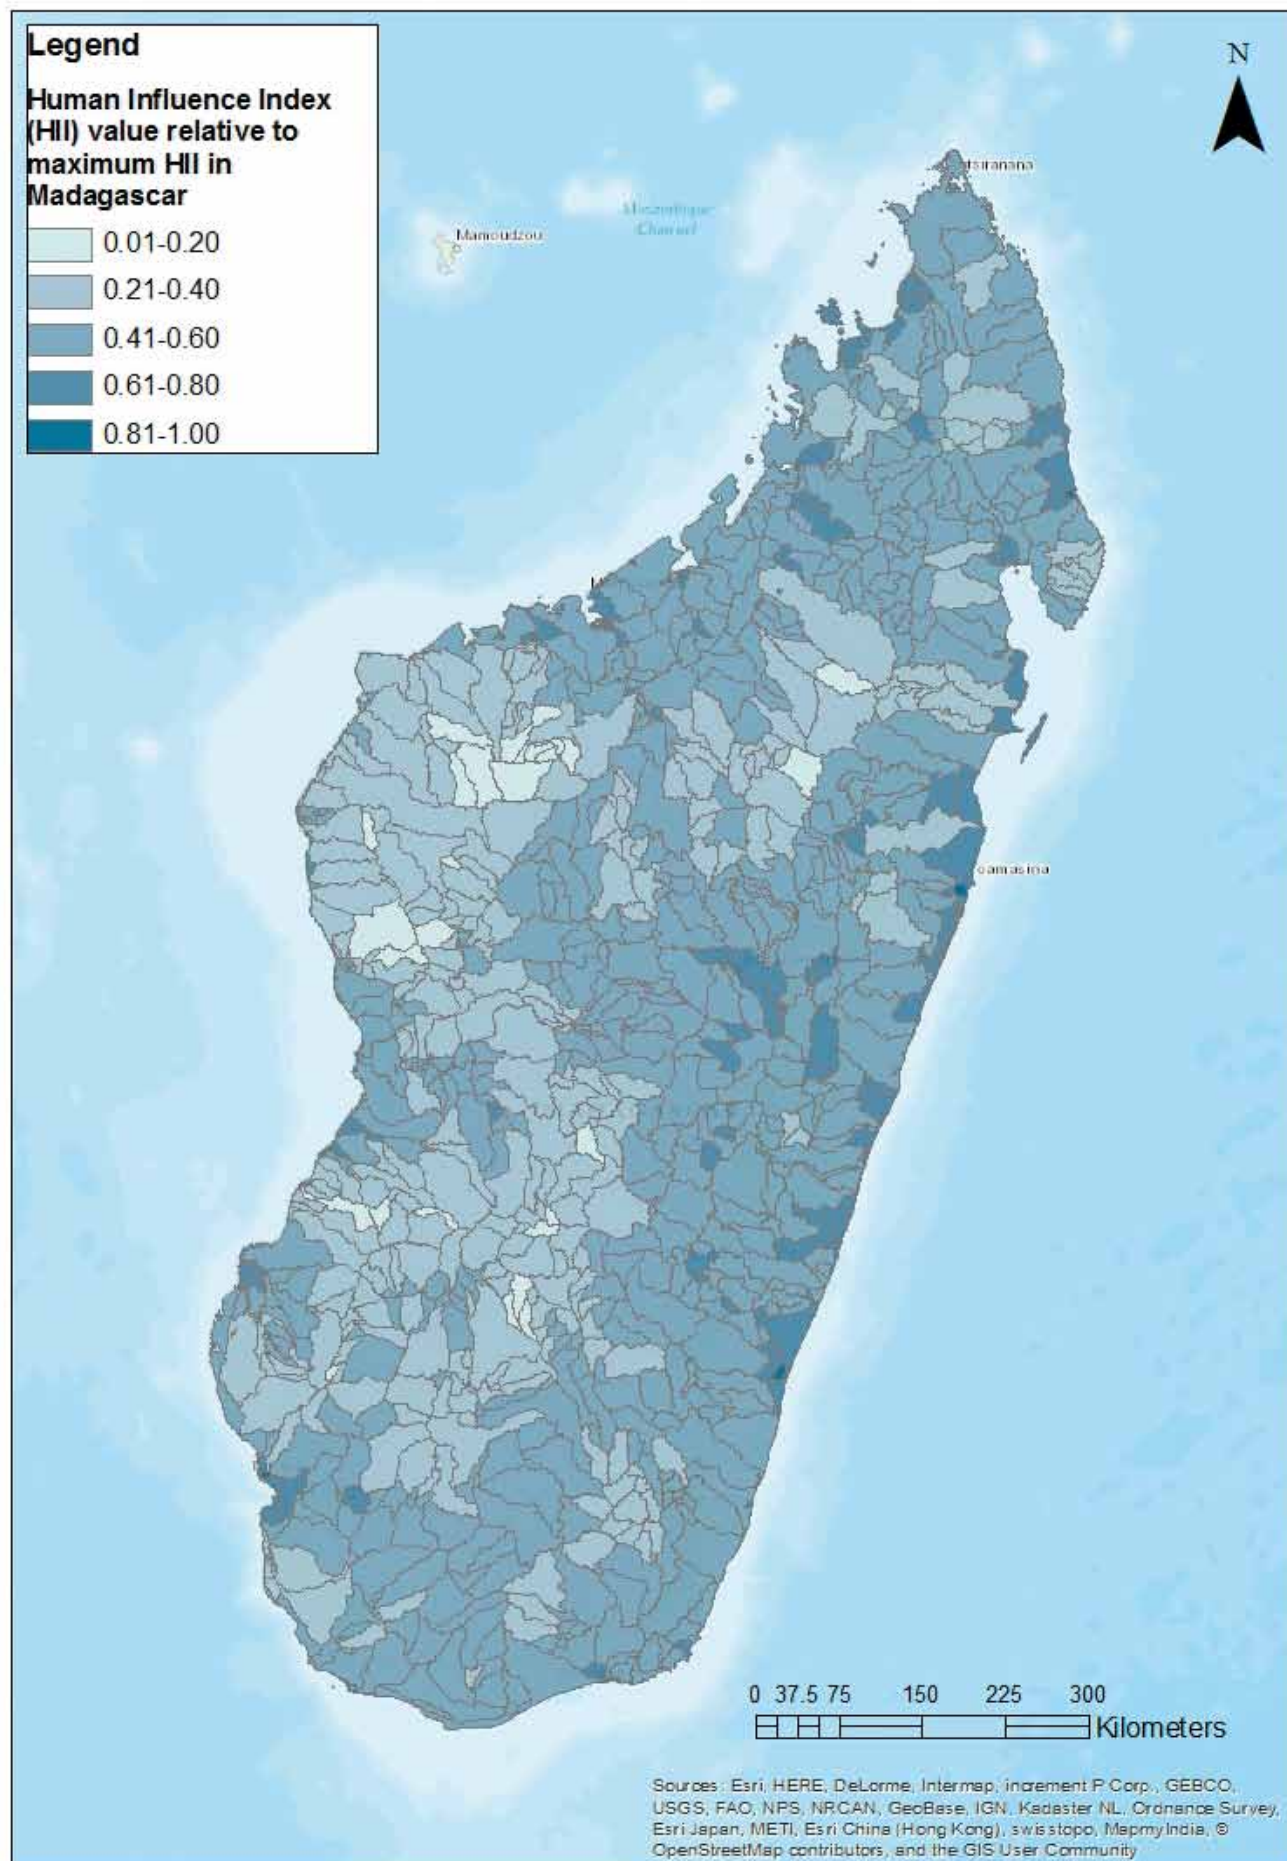 Legend
Human Influence Index
(HII) value relative to
maximum HII in
Madagascar
0.01-0.20
0.21-0.40
0.41-0.60
0.61-0.80
0.81-1.00
N
tsiranana
Mozambique
Channel
Mamoudzou
M
oamasina
0 37.5 75 150 225 300
Kilometers
Sources: Esri, HERE, DeLorme, Intermap, increment P Corp., GEBCO,
USGS, FAO, NPS, NRCAN, GeoBase, IGN, Kadaster NL, Ordnance Survey,
Esri Japan, METI, Esri China (Hong Kong), swisstopo, MapmyIndia, ©
OpenStreetMap contributors, and the GIS User Community